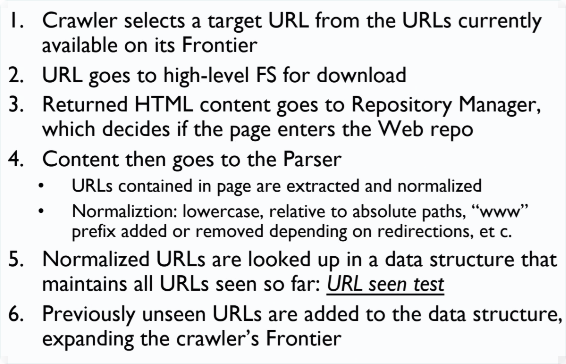 1. Crawler selects a target URL from the URLs currently
available on its Frontier
2. URL goes to high-level FS for download
3. Returned HTML content goes to Repository Manager,
which decides if the page enters the Web repo
4. Content then goes to the Parser
• URLs contained in page are extracted and normalized
• Normaliztion: lowercase, relative to absolute paths, “www”
prefix added or removed depending on redirections, et c.
5. Normalized URLs are looked up in a data structure that
maintains all URLs seen so far: URL seen test
6. Previously unseen URLs are added to the data structure,
expanding the crawler’s Frontier